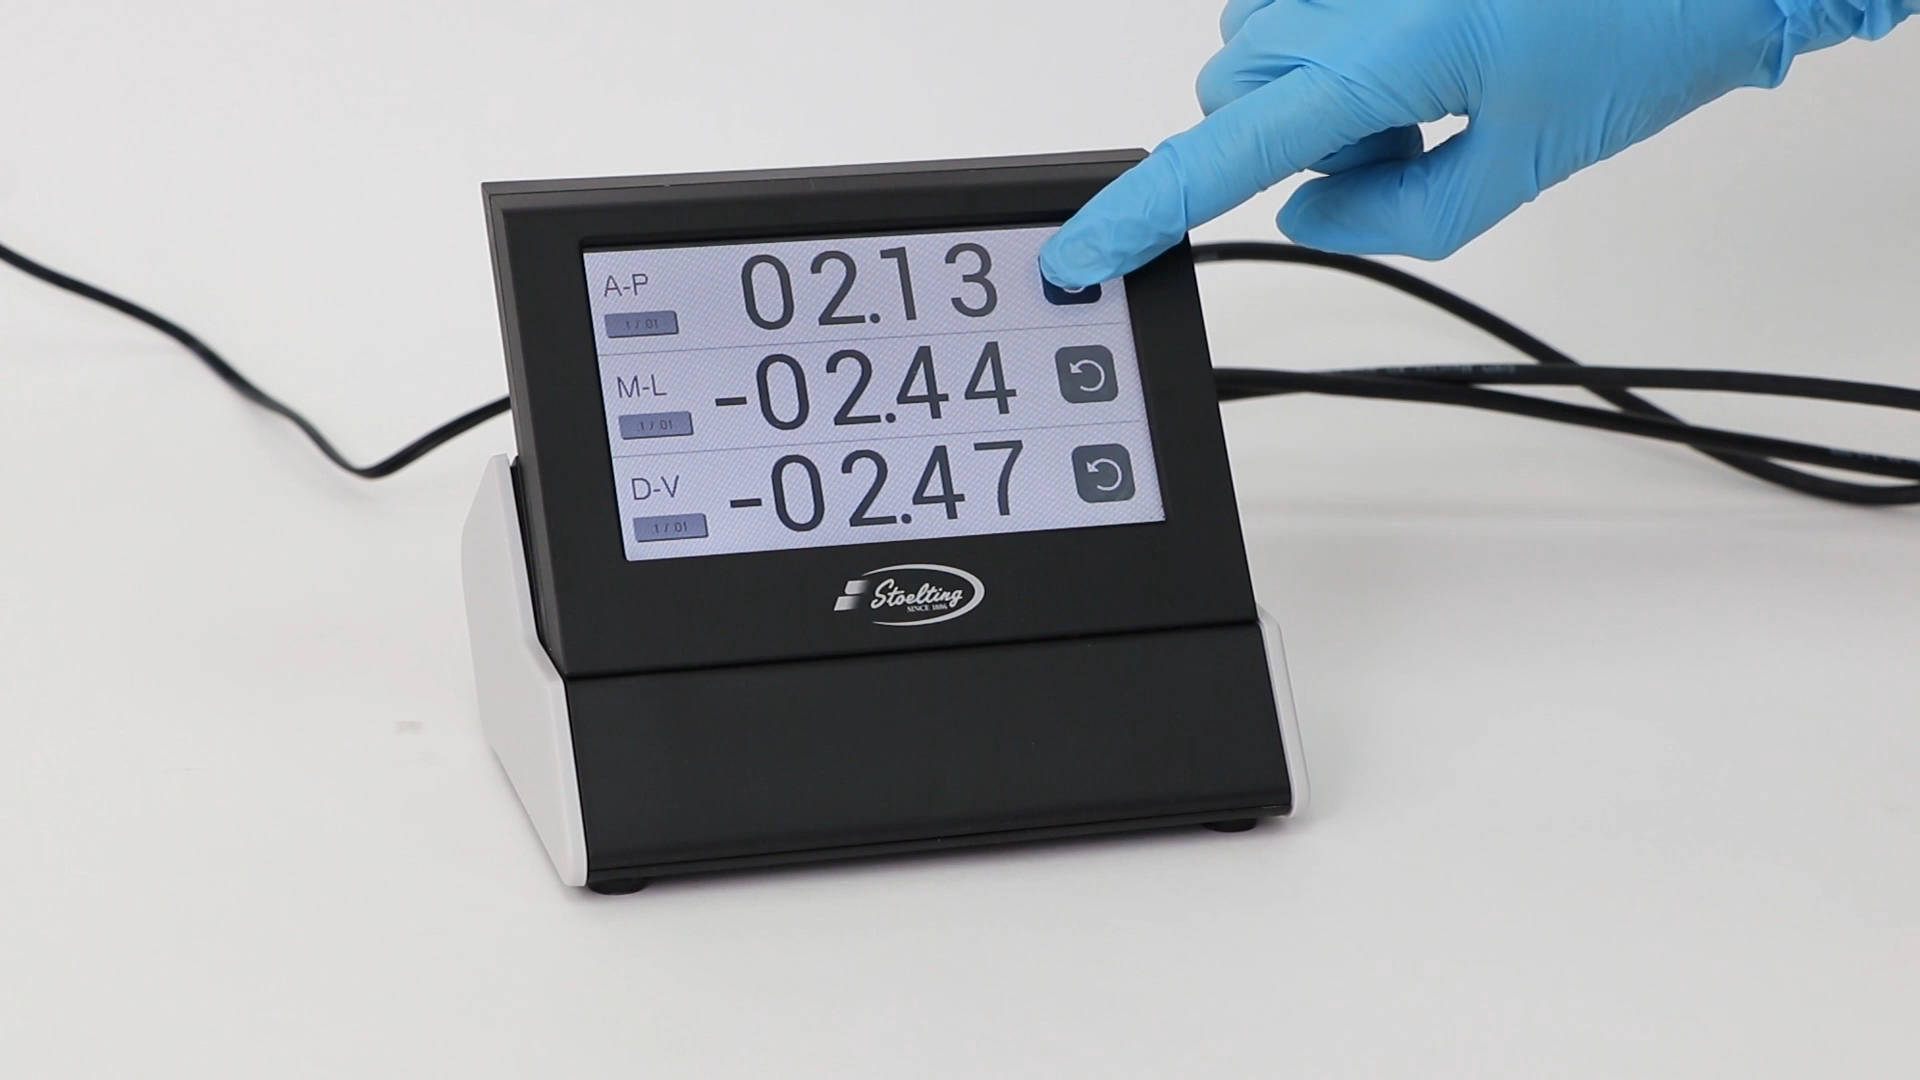 A-P 02.13
.1 / .01
M-L -02.44
.1 / .01
D-V -02.47
.1 / .01
Stoelting
SINCE 1886